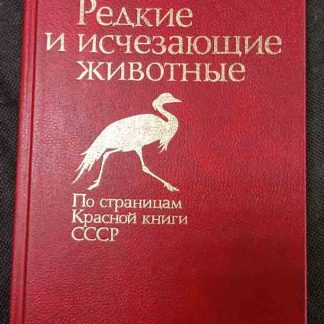 Редкие
и исчезающие
животные
По страницам
Красной книги
СССР